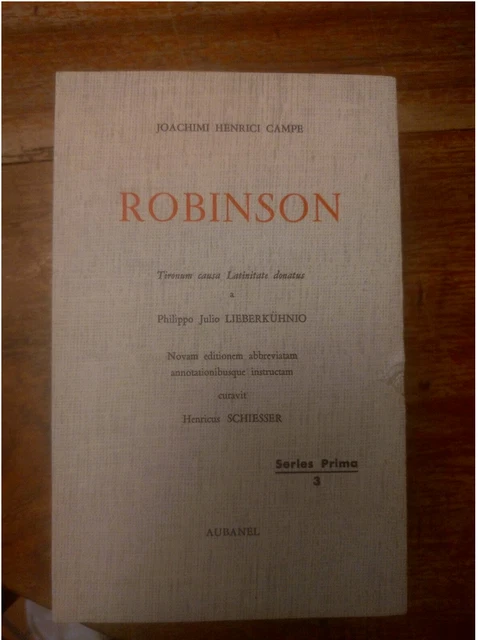 JOACHIMI HENRICI CAMPE
ROBINSON
Tironum causa Latinitate donatus
a
Philippo Julio LIEBERKÜHNIO
Novam editionem abbreviatam
annotationibusque instructam
curavit
Henricus SCHIESSER
Series Prima
3
AUBANEL